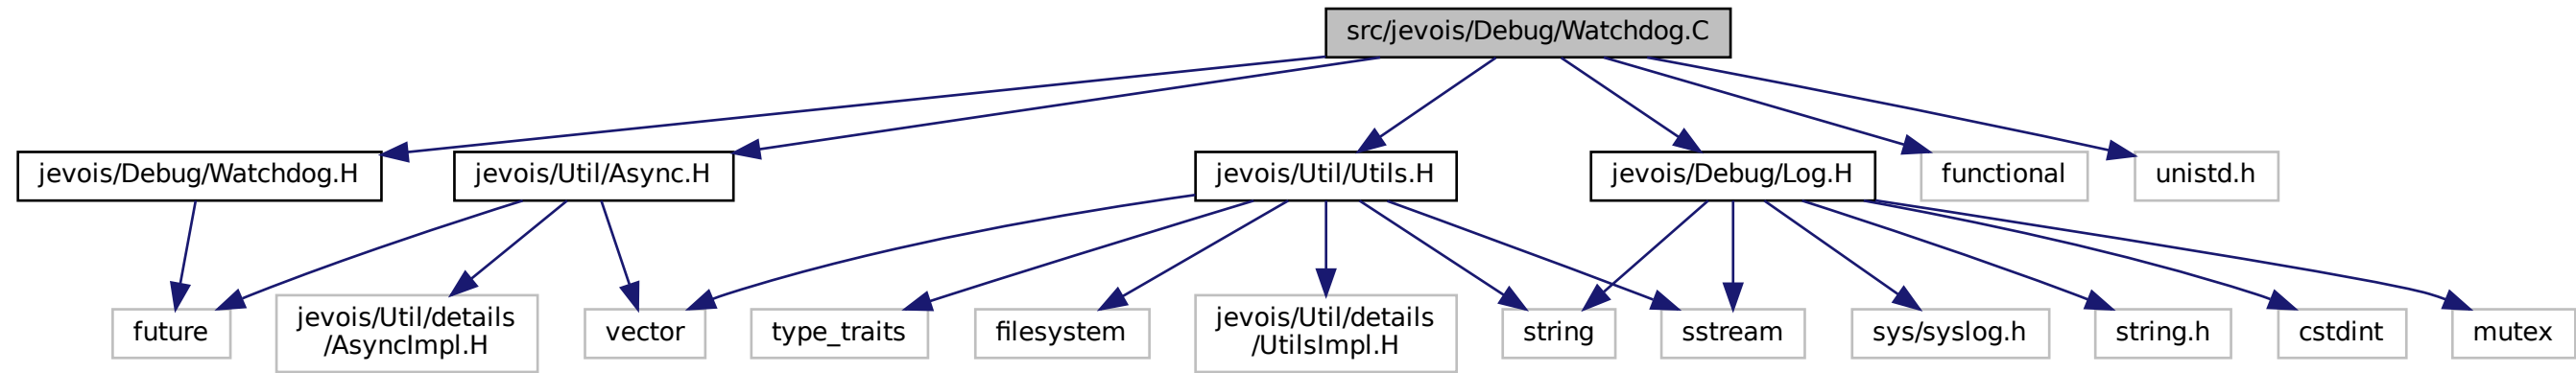 src/jevois/Debug/Watchdog.C
jevois/Debug/Watchdog.H
jevois/Util/Async.H
jevois/Util/Utils.H
jevois/Debug/Log.H
functional
unistd.h
future
jevois/Util/details
/AsyncImpl.H
vector
type_traits
filesystem
jevois/Util/details
/UtilsImpl.H
string
sstream
sys/syslog.h
string.h
cstdint
mutex